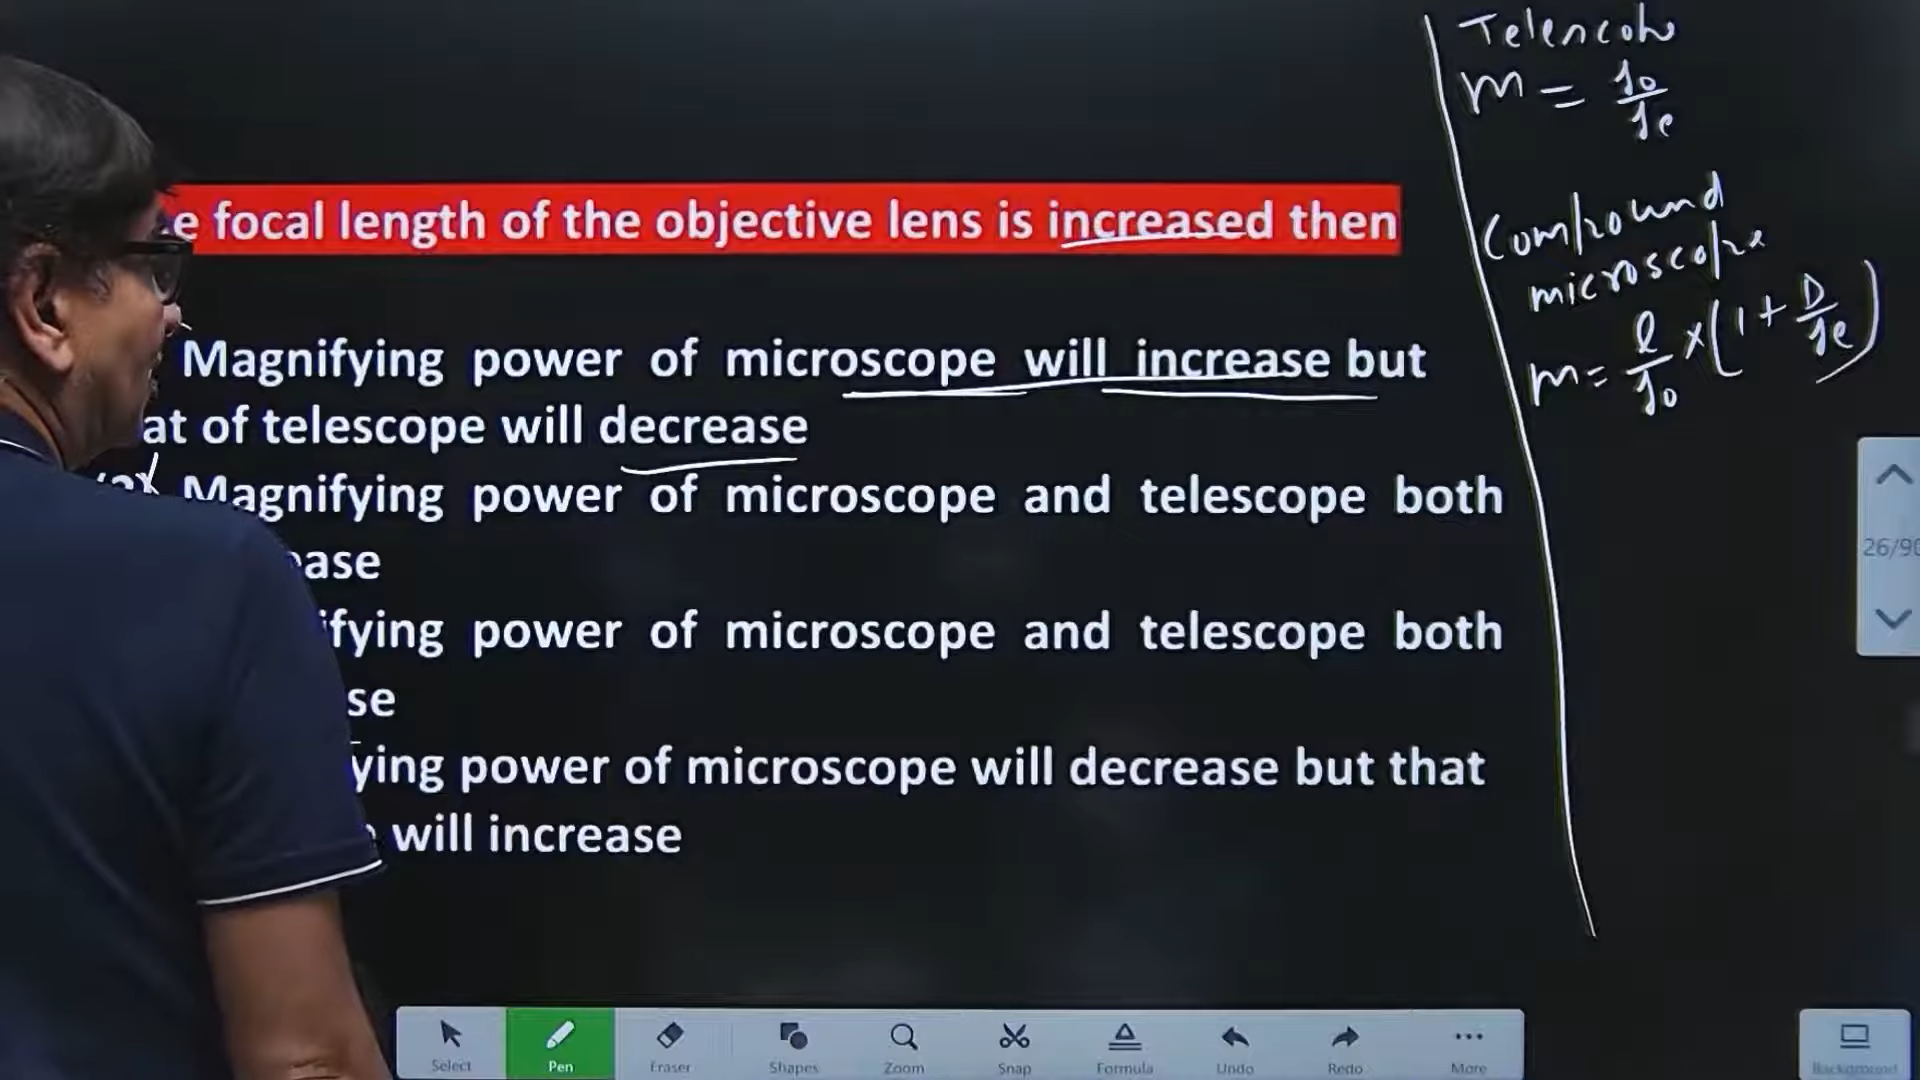 Telescope
m = fo/fe
e focal length of the objective lens is increased then
Compound
microscope
m = l/fo × (1 + D/fe)
Magnifying power of microscope will increase but
at of telescope will decrease
Magnifying power of microscope and telescope both
ease
ifying power of microscope and telescope both
se
ying power of microscope will decrease but that
will increase
26/90
Select Pen Eraser Shapes Zoom Snap Formula Undo Redo More Background